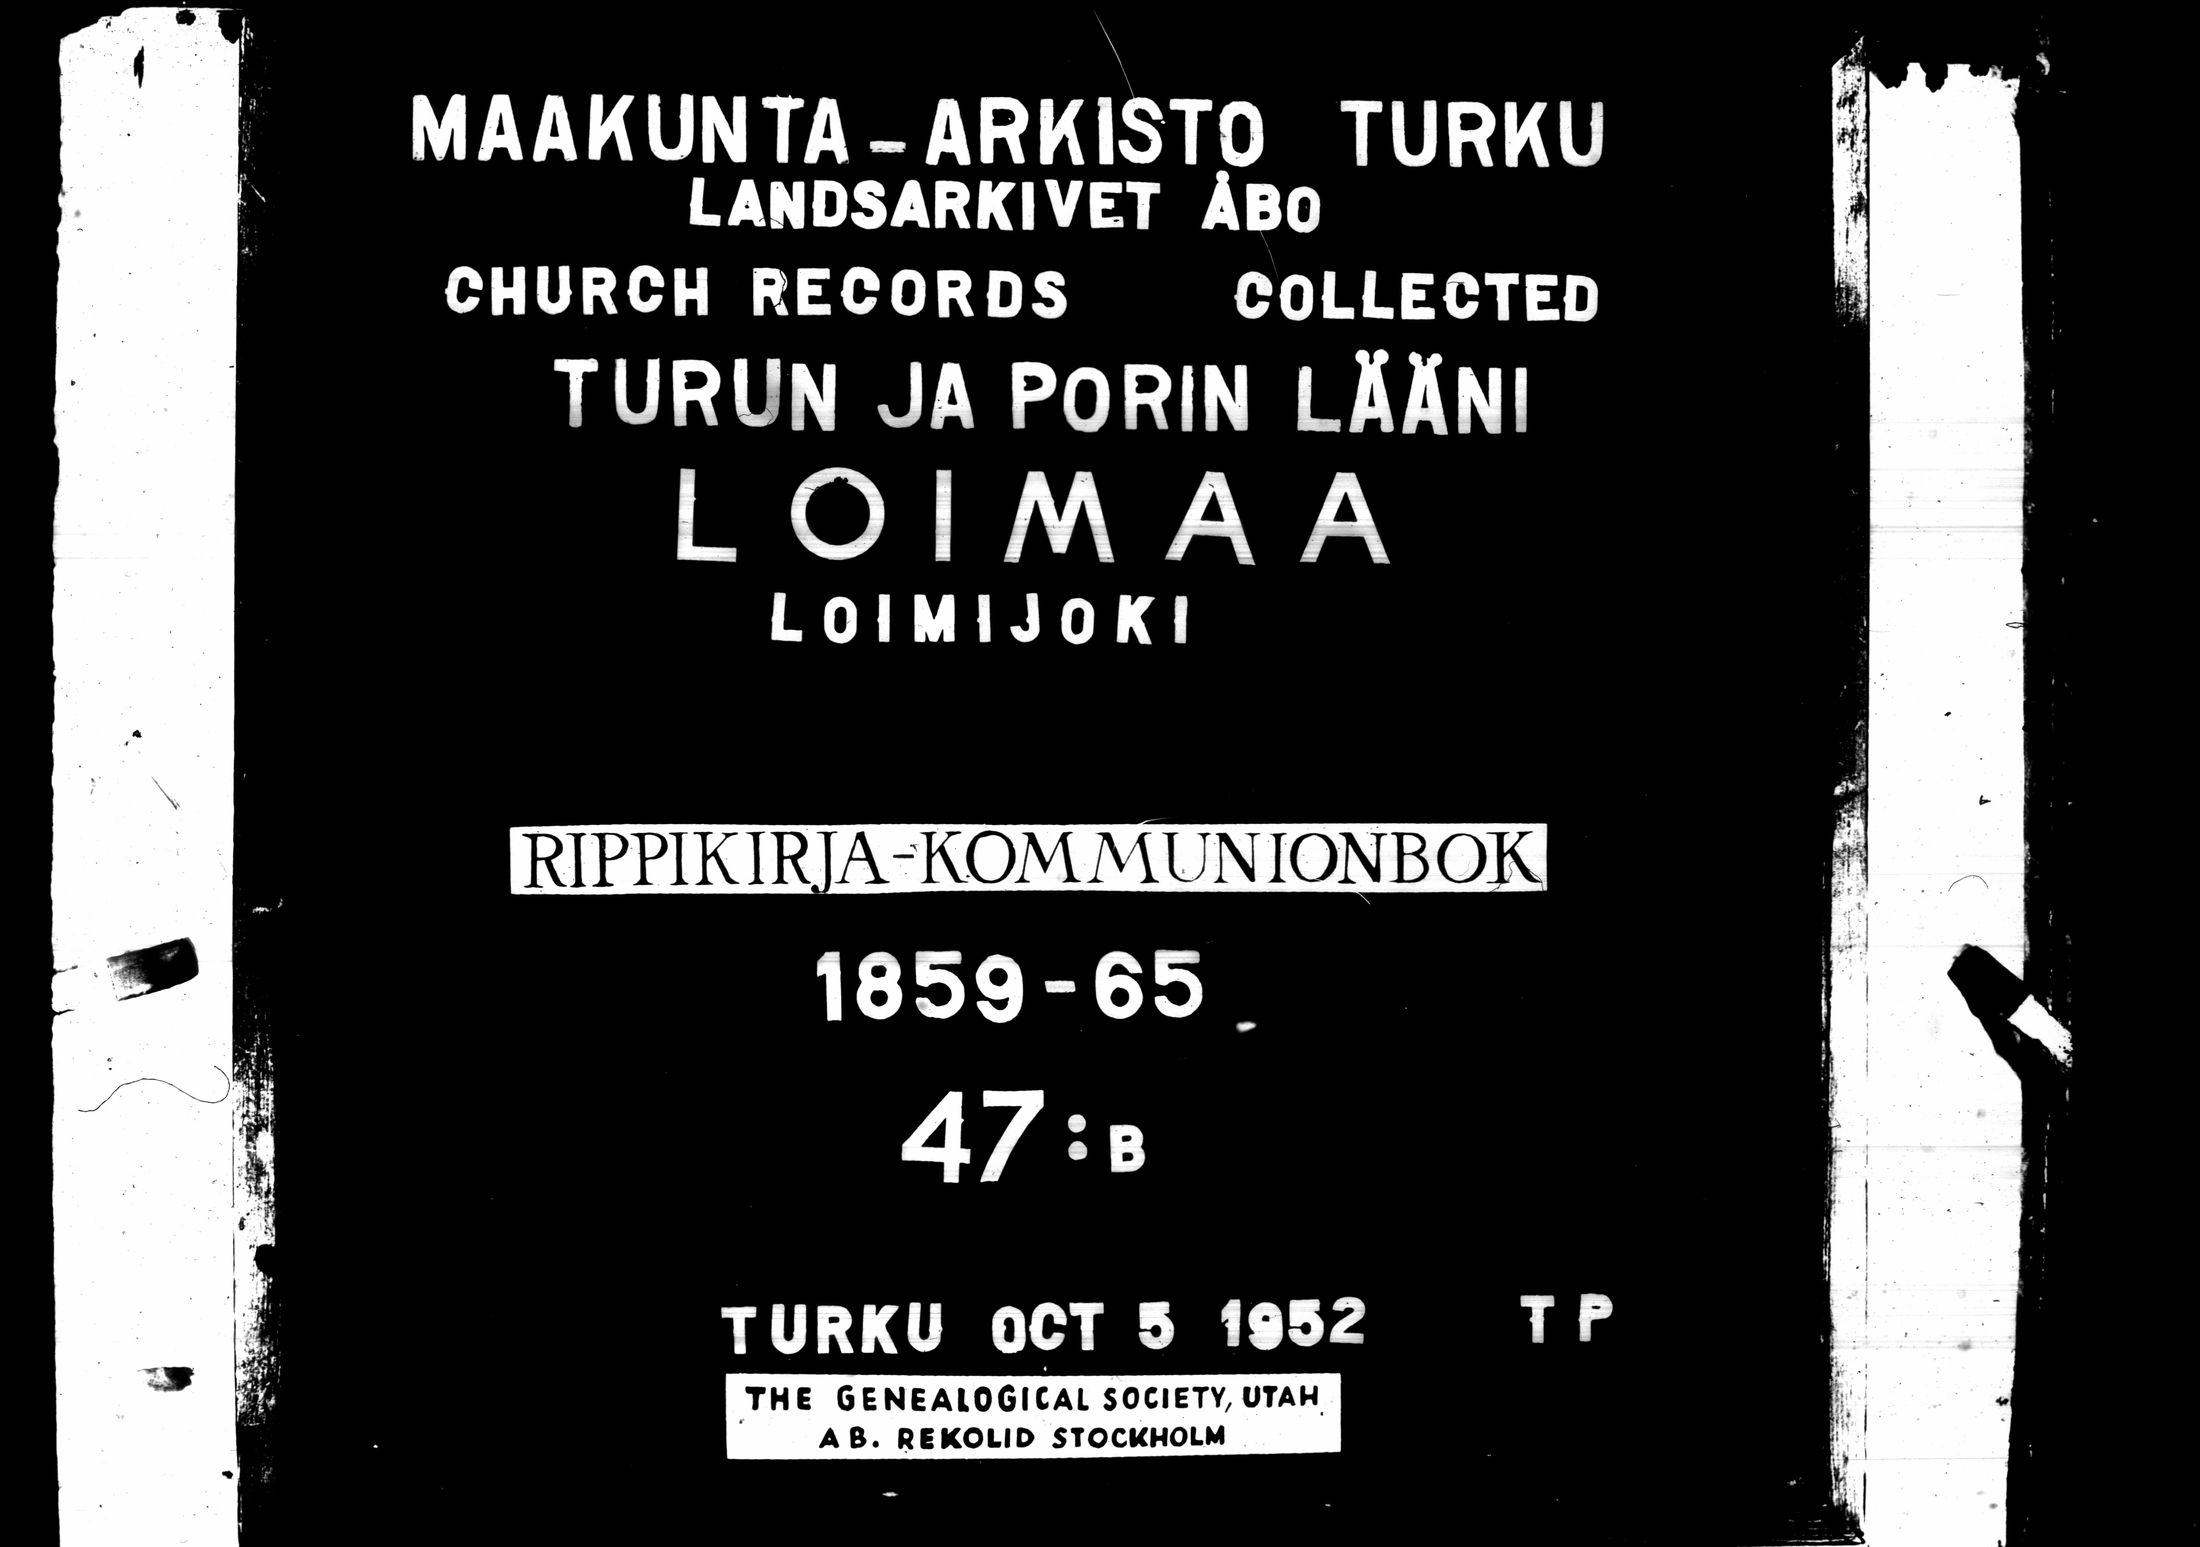 MAAKUNTA-ARKISTO TURKU
LANDSARKIVET ÅBO
CHURCH RECORDS COLLECTED
TURUN JA PORIN LÄÄNI
LOIMAA
LOIMIJOKI
RIPPIKIRJA-KOMMUNIONBOK
1859-65
47:B
TURKU OCT 5 1952 TP
THE GENEALOGICAL SOCIETY, UTAH
AB. REKOLID STOCKHOLM